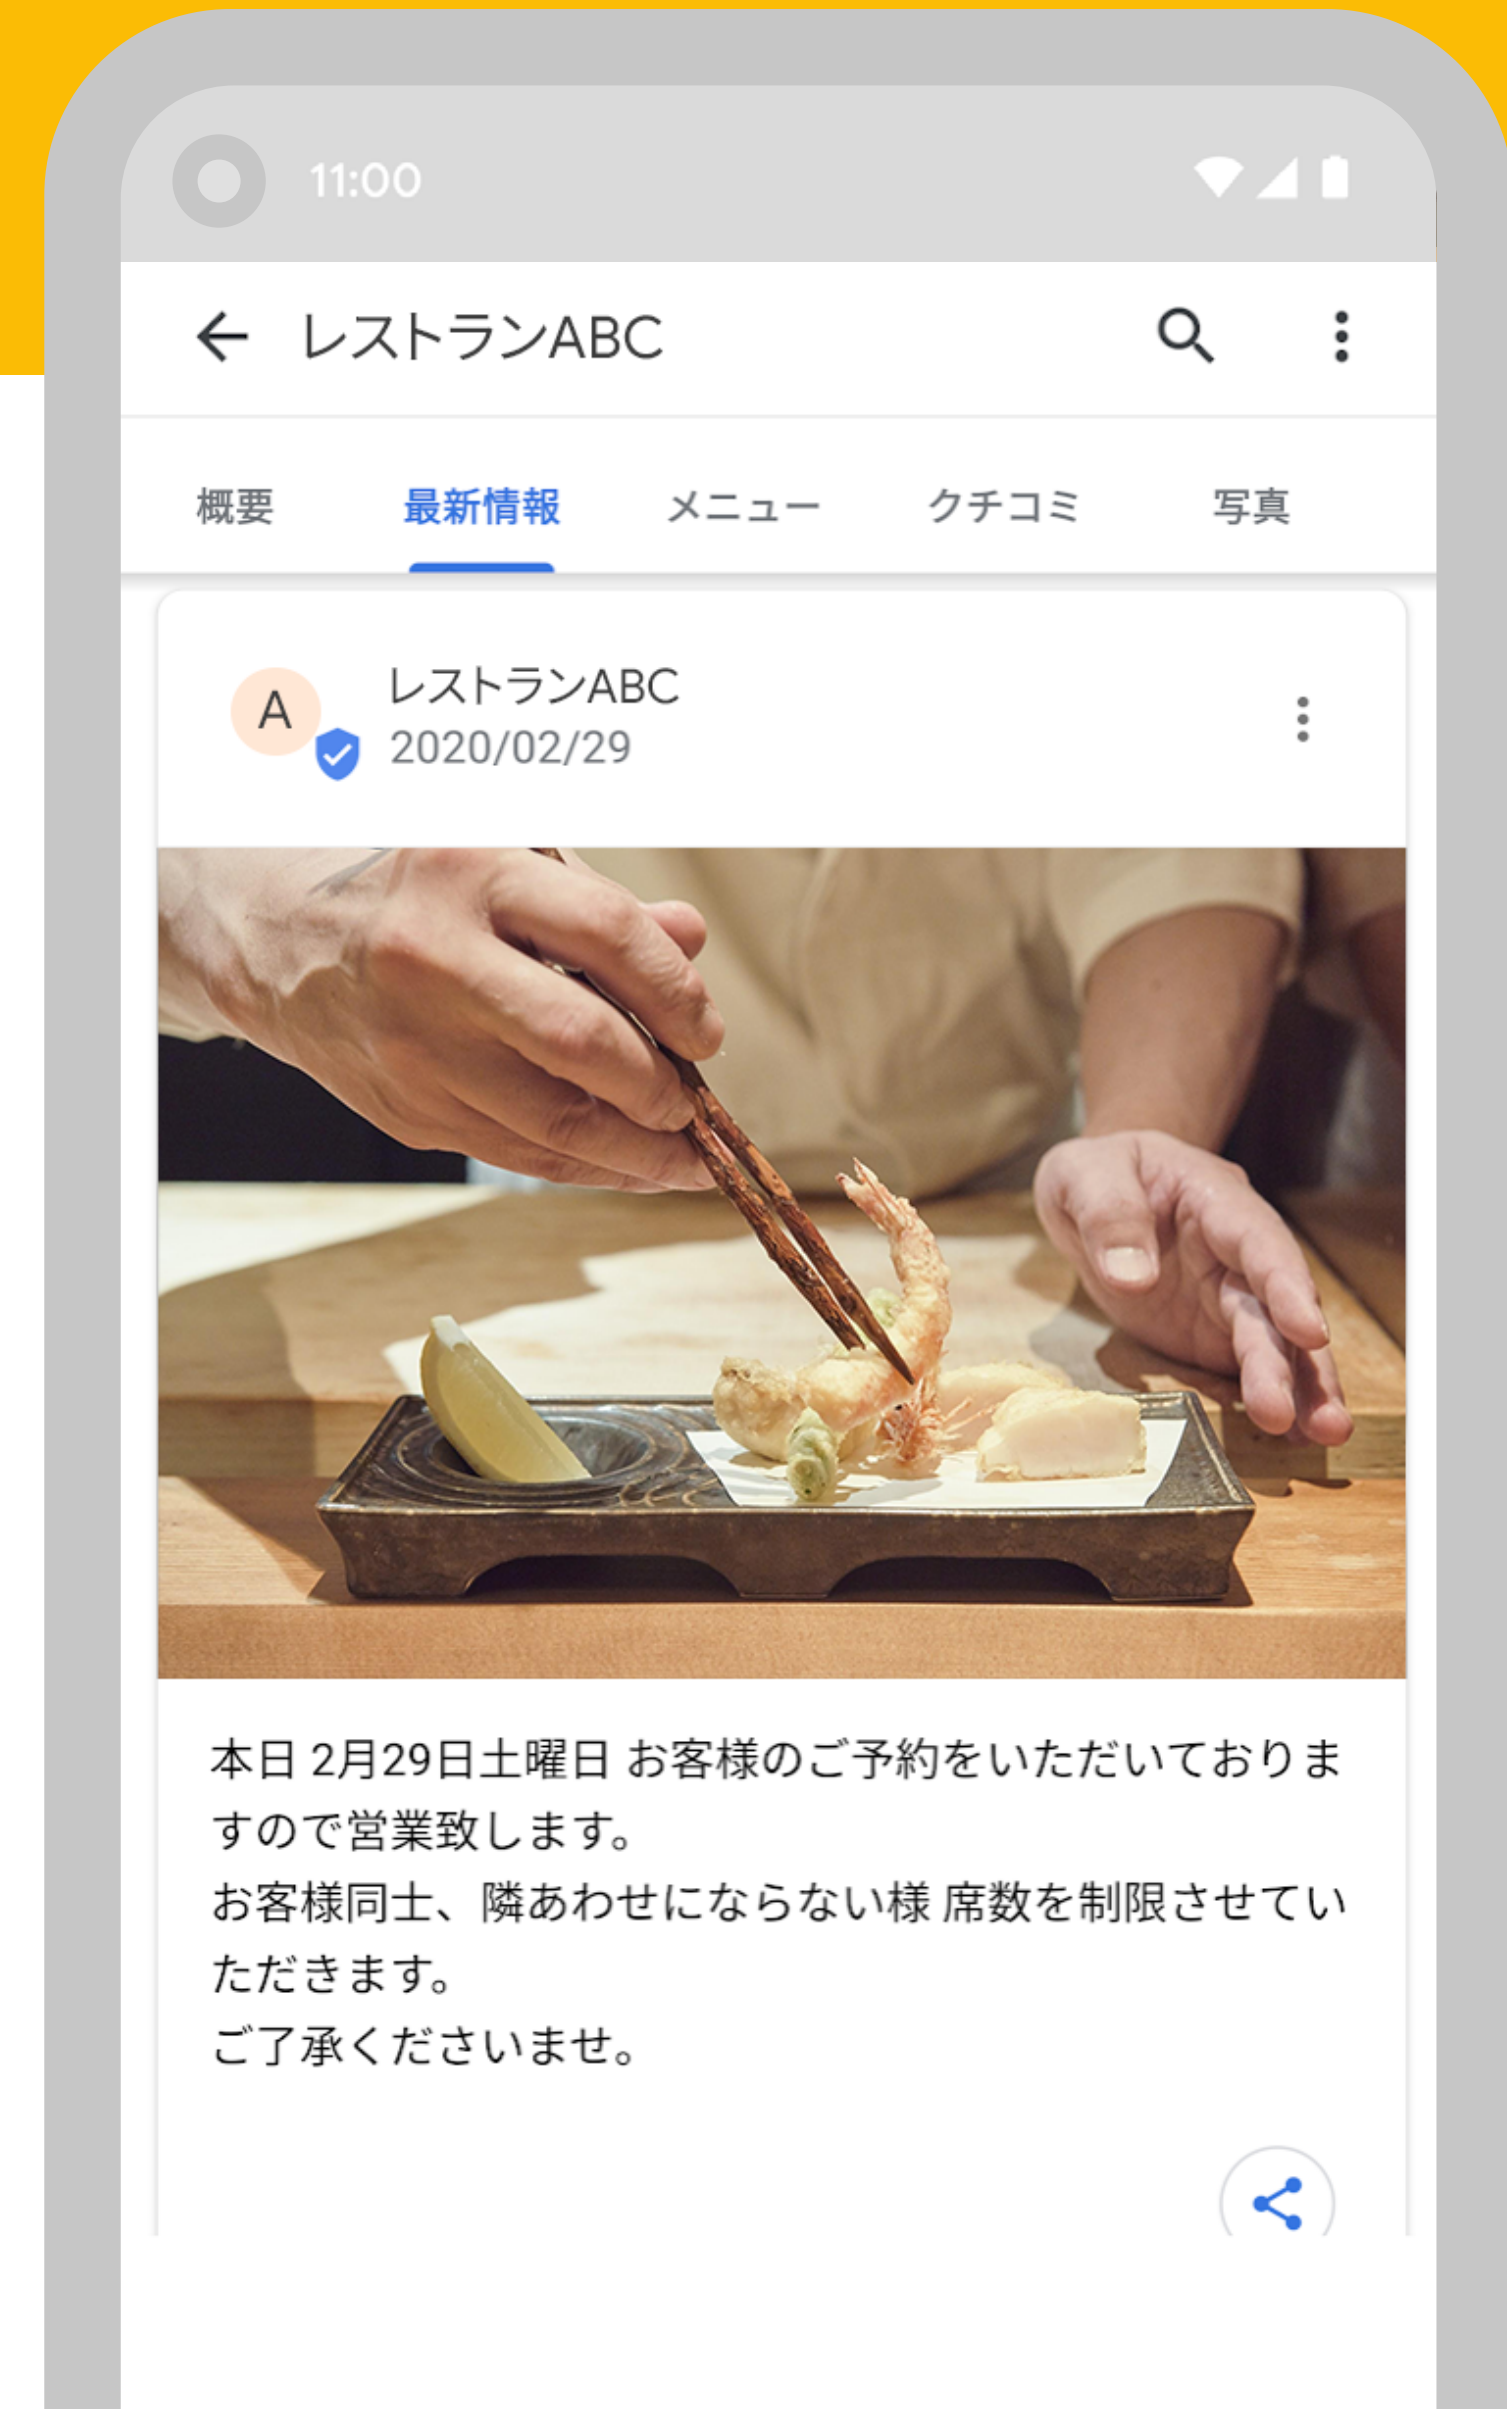 11:00
レストランABC
概要 最新情報 メニュー クチコミ 写真
A
レストランABC
2020/02/29
本日 2月29日土曜日 お客様のご予約をいただいておりま
すので営業致します。
お客様同士、隣あわせにならない様 席数を制限させてい
ただきます。
ご了承くださいませ。